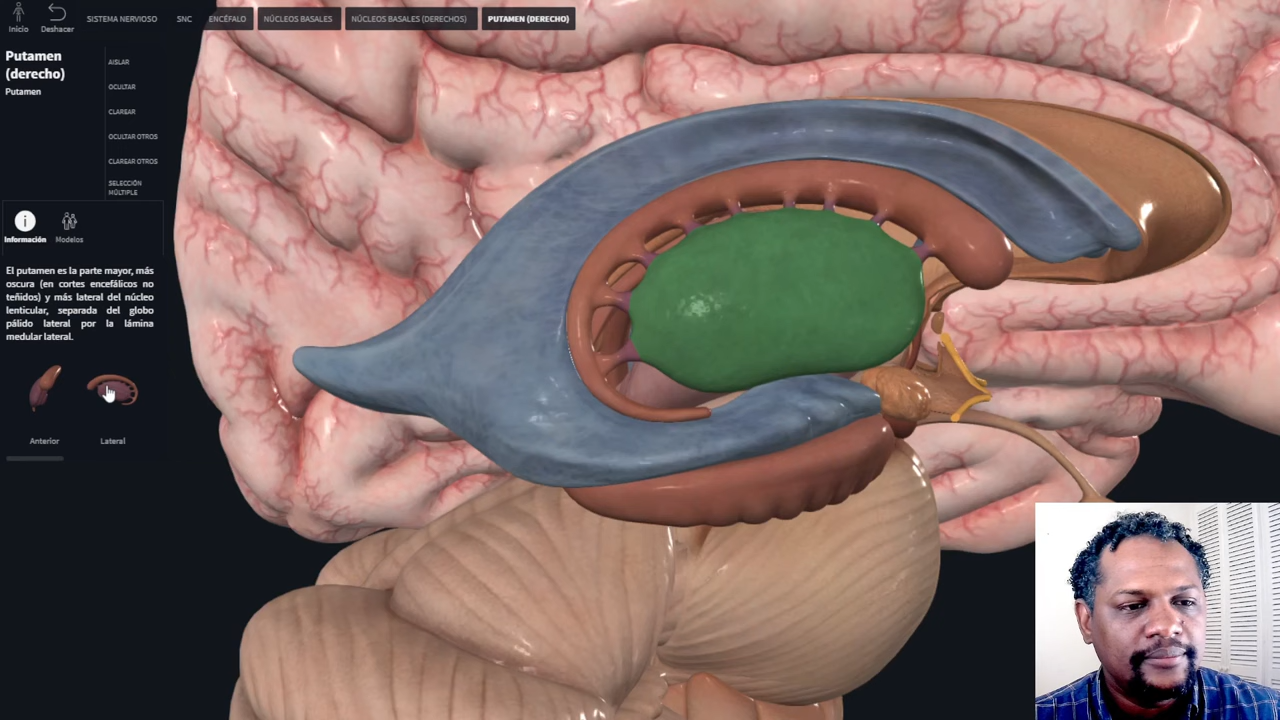 Inicio
Deshacer
SISTEMA NERVIOSO
SNC
ENCÉFALO
NÚCLEOS BASALES
NÚCLEOS BASALES (DERECHOS)
PUTAMEN (DERECHO)
Putamen
(derecho)
Putamen
AISLAR
OCULTAR
CLAREAR
OCULTAR OTROS
CLAREAR OTROS
SELECCIÓN
MÚLTIPLE
Información
Modelos
El putamen es la parte mayor, más
oscura (en cortes encefálicos no
teñidos) y más lateral del núcleo
lenticular, separada del globo
pálido lateral por la lámina
medular lateral.
Anterior
Lateral